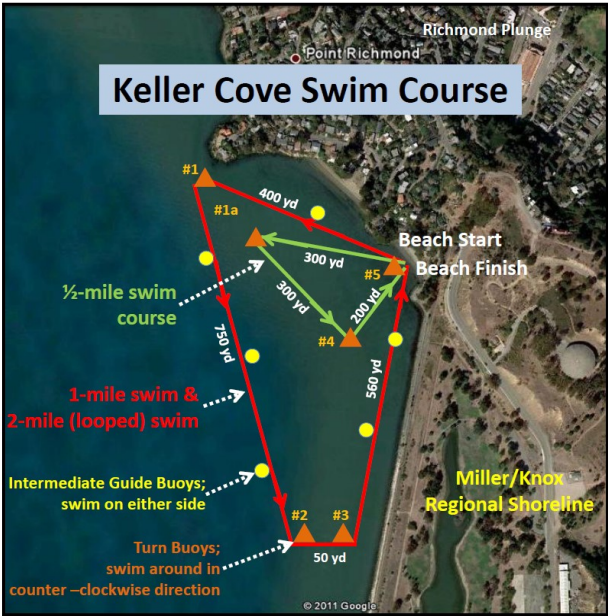 Richmond Plunge
Point Richmond
Keller Cove Swim Course
#1
400 yd
#1a
Beach Start
300 yd
#5
Beach Finish
½-mile swim
course
300 yd
200 yd
#4
750 yd
560 yd
1-mile swim &
2-mile (looped) swim
Intermediate Guide Buoys;
swim on either side
Miller/Knox
Regional Shoreline
#2
#3
Turn Buoys;
swim around in
counter –clockwise direction
50 yd
© 2011 Google